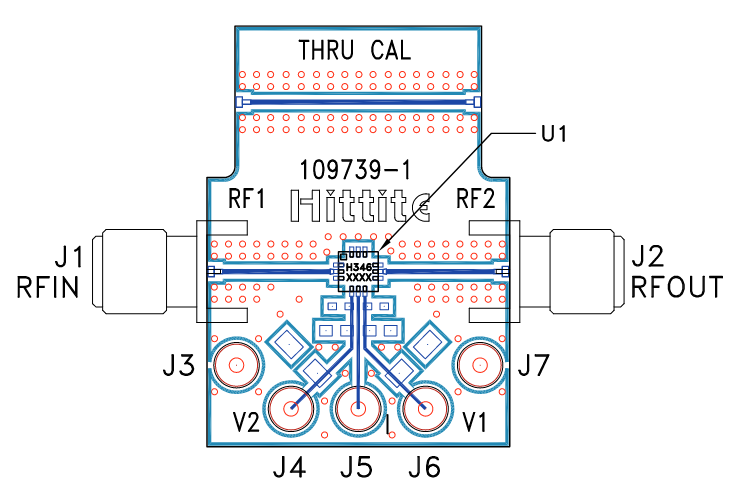 THRU CAL
U1
109739-1
Hittite
RF1
RF2
J1
RFIN
J2
RFOUT
H346
XXXX
J3
J7
V2
I
V1
J4
J5
J6